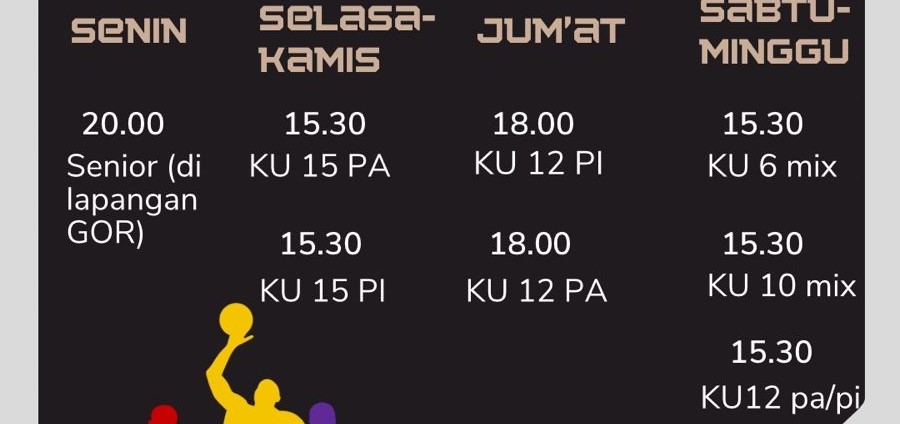 SENIN
20.00
Senior (di
lapangan
GOR)
SELASA-
KAMIS
15.30
KU 15 PA
15.30
KU 15 PI
JUM'AT
18.00
KU 12 PI
18.00
KU 12 PA
SABTU-
MINGGU
15.30
KU 6 mix
15.30
KU 10 mix
15.30
KU12 pa/pi